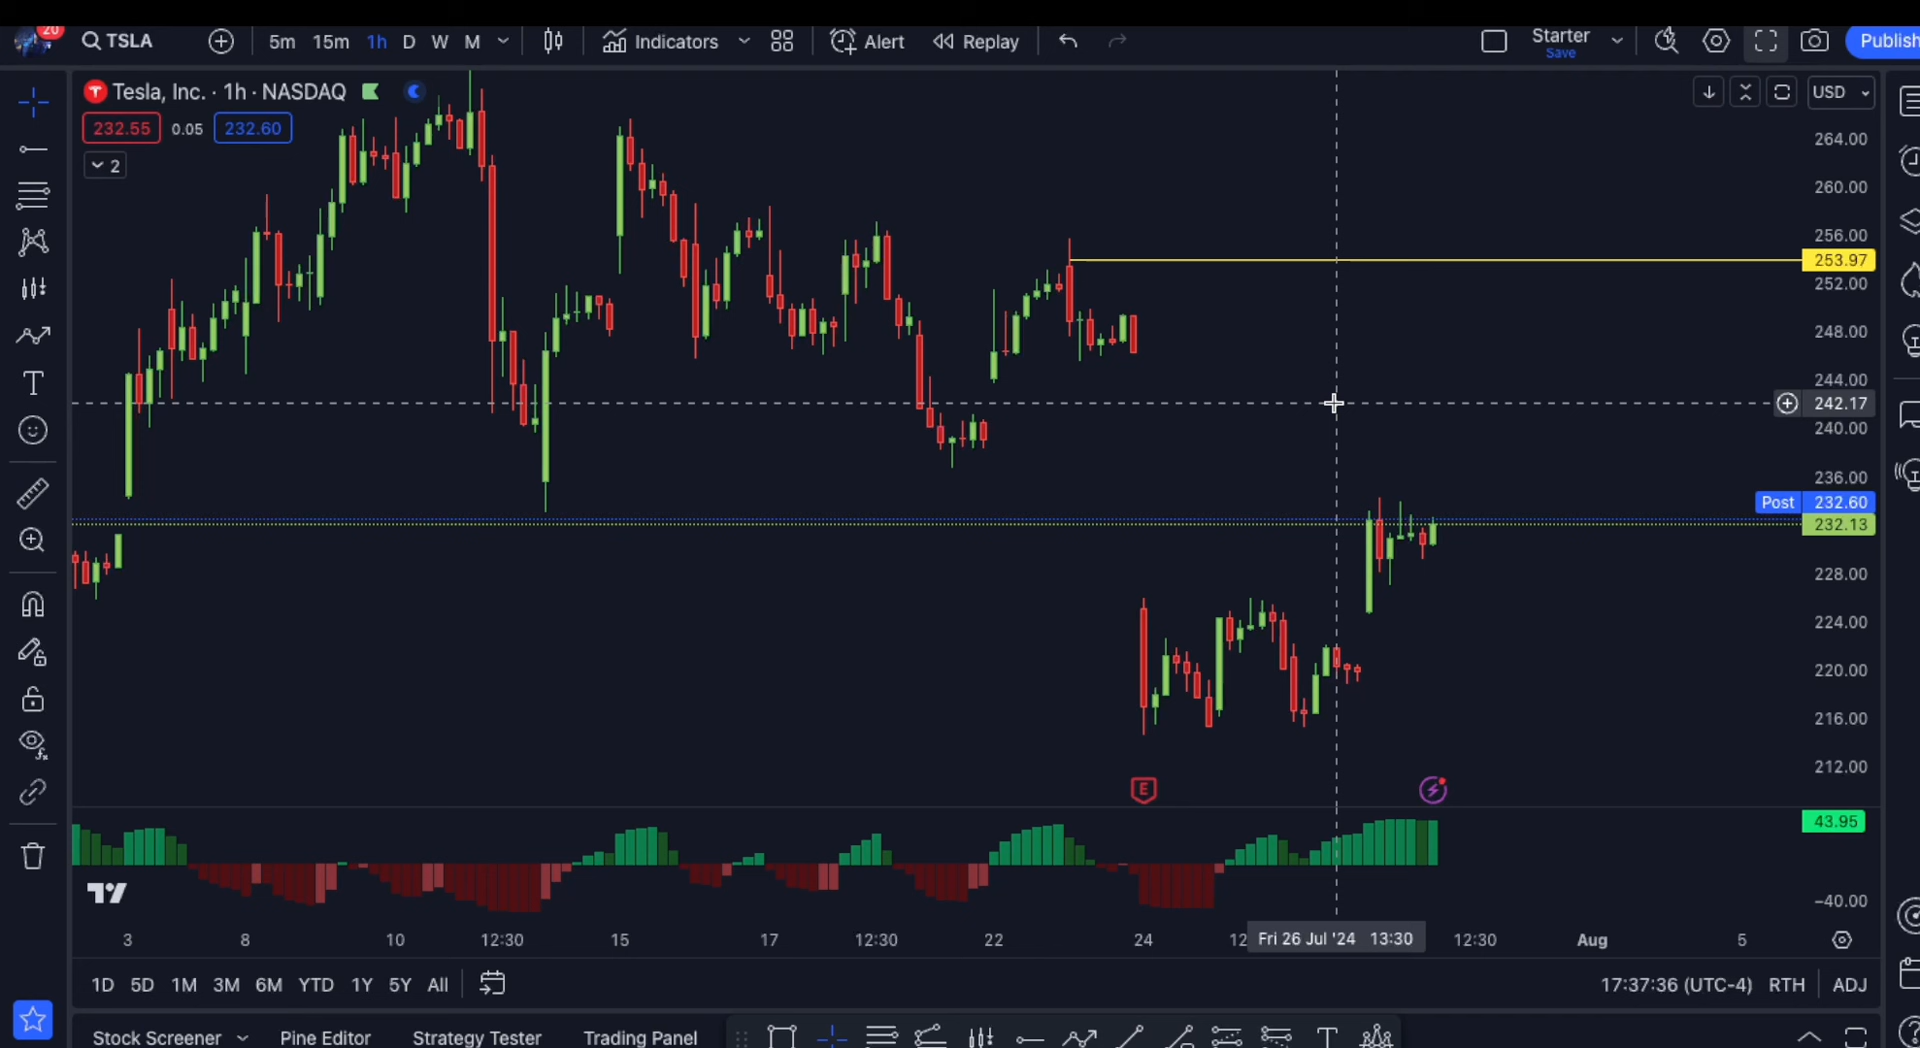 20
TSLA
5m 15m 1h D W M
Indicators
Alert
Replay
Starter
Save
Publish
Tesla, Inc. · 1h · NASDAQ
USD
232.55 0.05 232.60
2
264.00
260.00
256.00
253.97
252.00
248.00
244.00
242.17
240.00
236.00
Post 232.60
232.13
228.00
224.00
220.00
216.00
212.00
E
43.95
−40.00
3 8 10 12:30 15 17 12:30 22 24 12 Fri 26 Jul '24 13:30 12:30 Aug 5
1D 5D 1M 3M 6M YTD 1Y 5Y All
17:37:36 (UTC-4) RTH ADJ
Stock Screener Pine Editor Strategy Tester Trading Panel